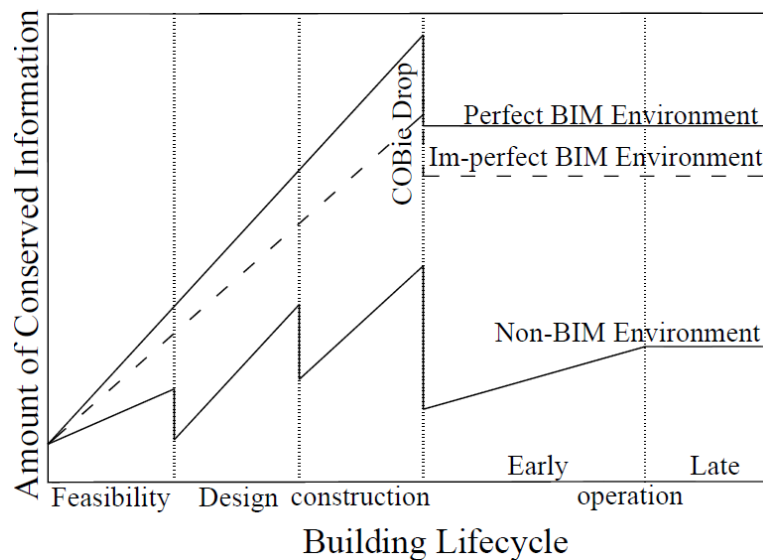 Amount of Conserved Information
COBie Drop
Perfect BIM Environment
Im-perfect BIM Environment
Non-BIM Environment
Early
Late
Feasibility
Design
construction
operation
Building Lifecycle